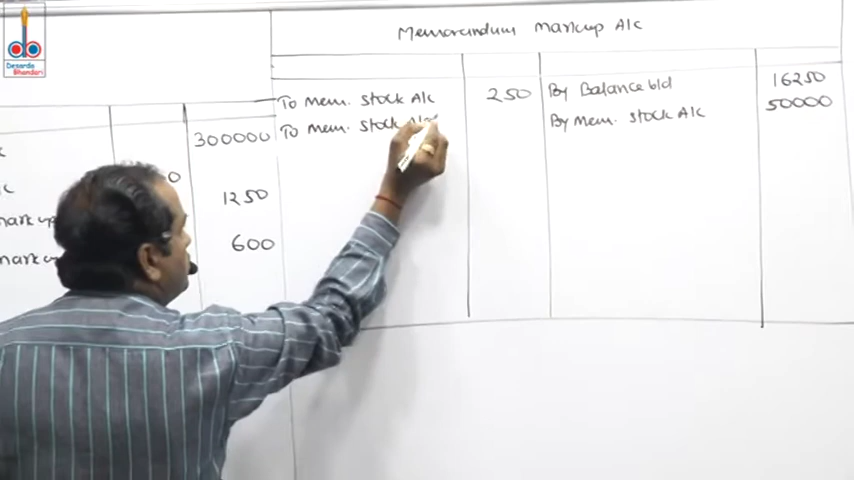 Desarda
Bhandari
Memorandum markup A/c
To Mem. Stock A/c 250 By Balance b/d 16250
To Mem. Stock By Mem. Stock A/c 50000
300000
1250
markup
600